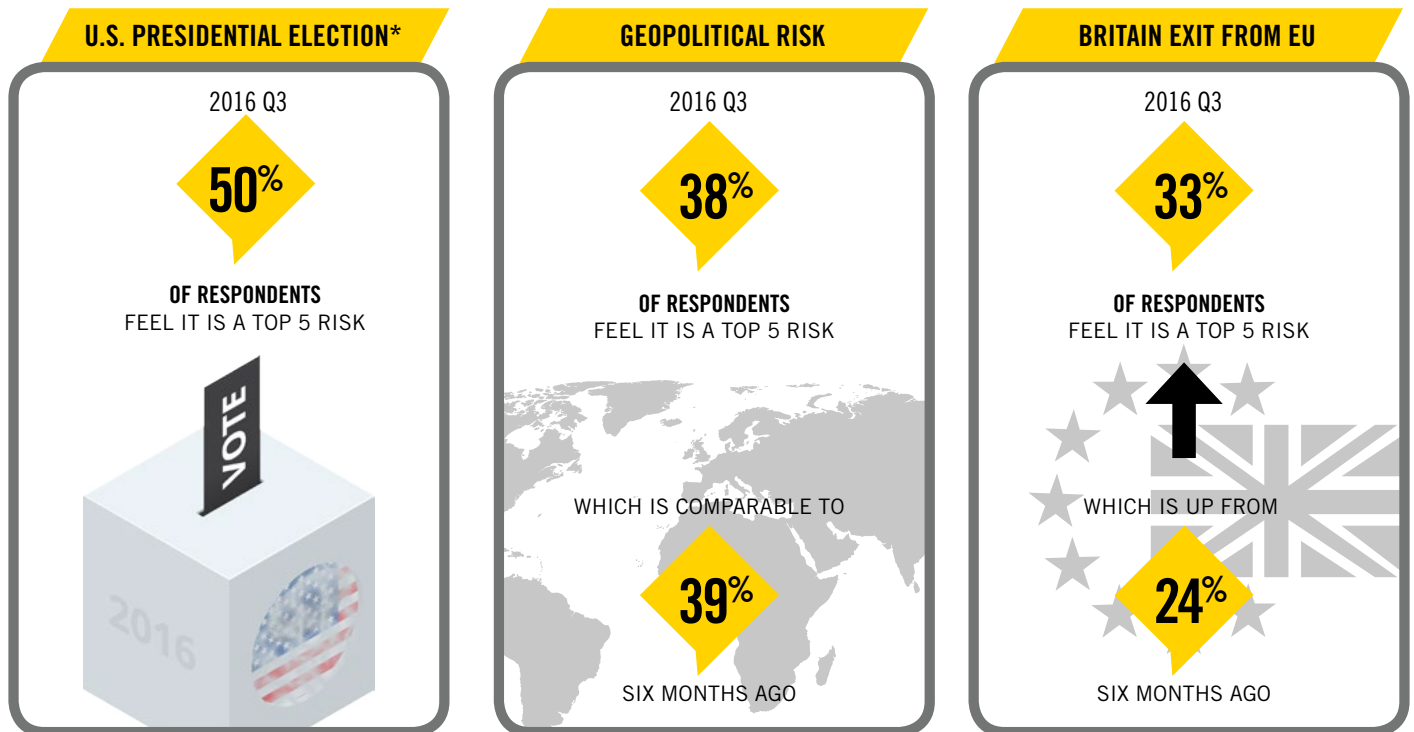 U.S. PRESIDENTIAL ELECTION*
2016 Q3
50%
OF RESPONDENTS
FEEL IT IS A TOP 5 RISK
VOTE
2016
GEOPOLITICAL RISK
2016 Q3
38%
OF RESPONDENTS
FEEL IT IS A TOP 5 RISK
WHICH IS COMPARABLE TO
39%
SIX MONTHS AGO
BRITAIN EXIT FROM EU
2016 Q3
33%
OF RESPONDENTS
FEEL IT IS A TOP 5 RISK
WHICH IS UP FROM
24%
SIX MONTHS AGO